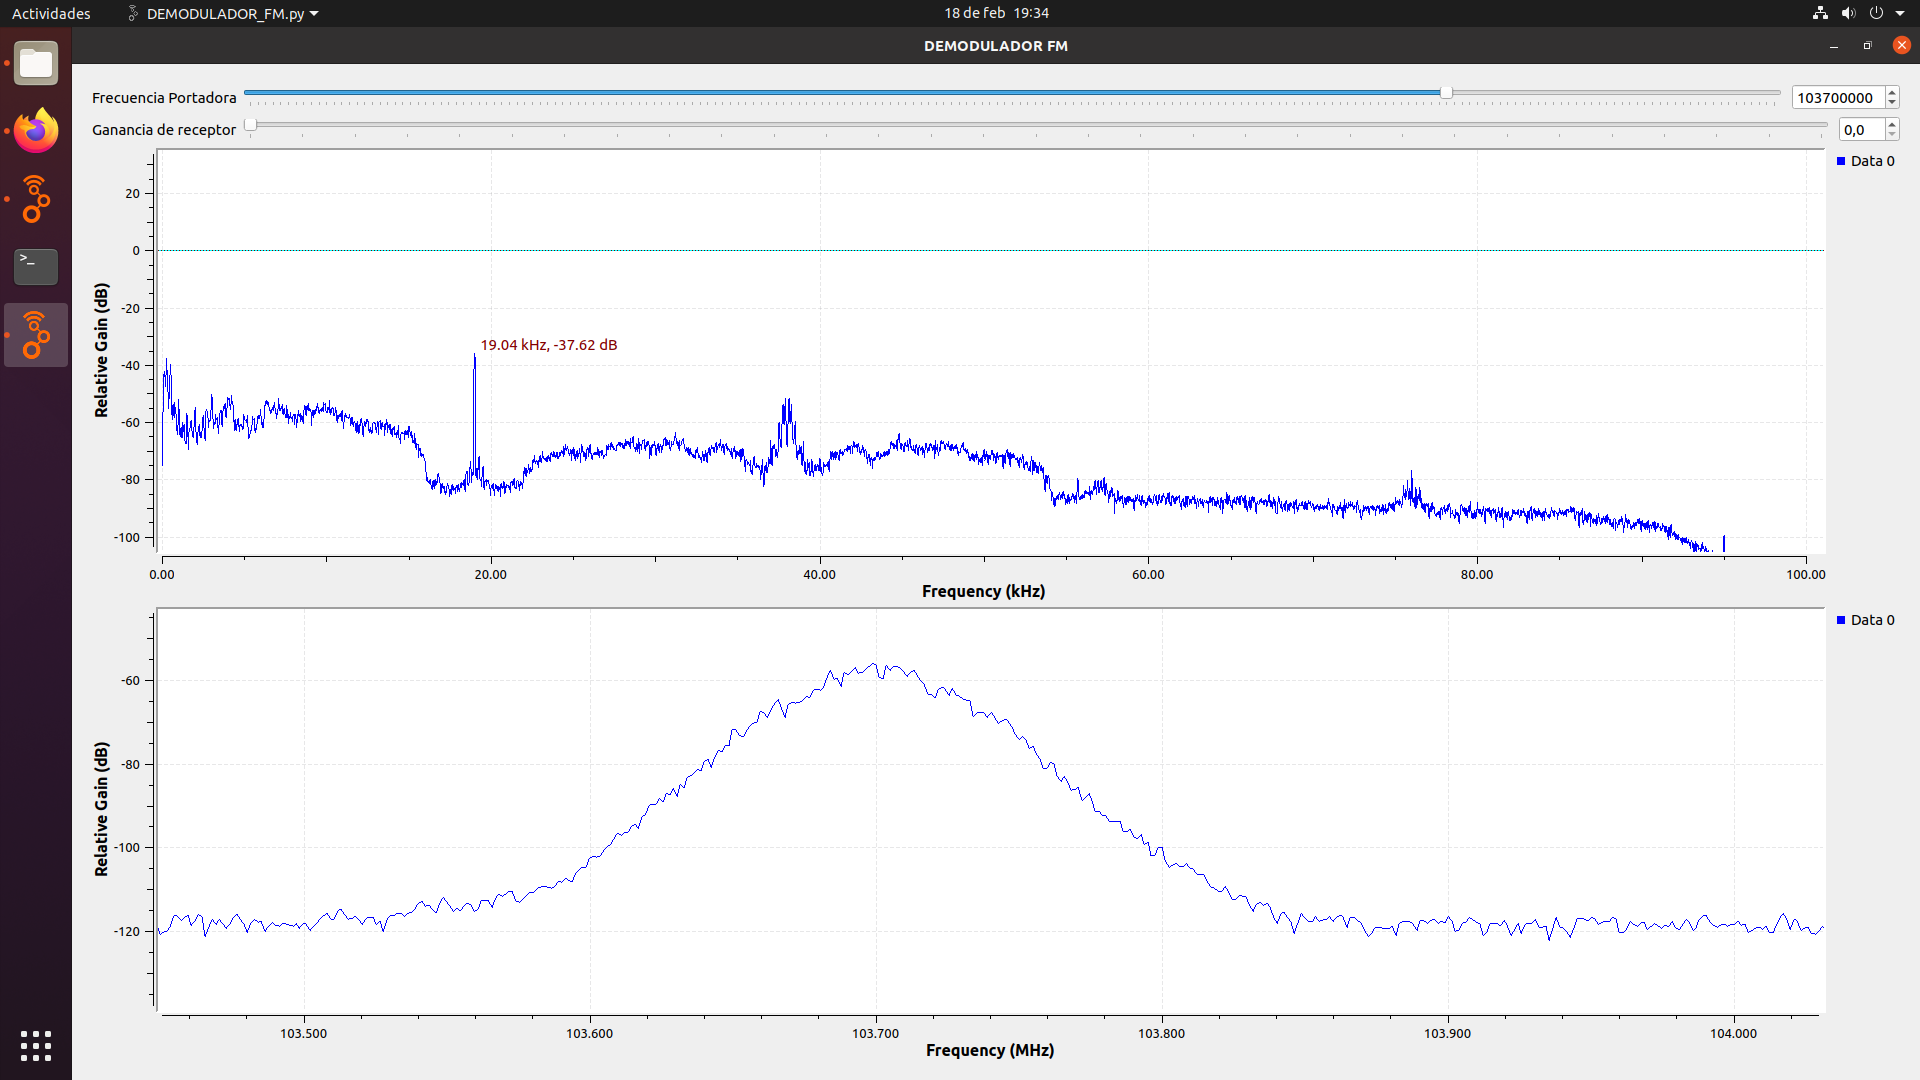 Actividades DEMODULADOR_FM.py 18 de feb 19:34
DEMODULADOR FM
Frecuencia Portadora 103700000
Ganancia de receptor 0,0
Data 0
20
0
-20
-40
-60
-80
-100
Relative Gain (dB)
19.04 kHz, -37.62 dB
0.00 20.00 40.00 60.00 80.00 100.00
Frequency (kHz)
Data 0
-60
-80
-100
-120
Relative Gain (dB)
103.500 103.600 103.700 103.800 103.900 104.000
Frequency (MHz)
>_